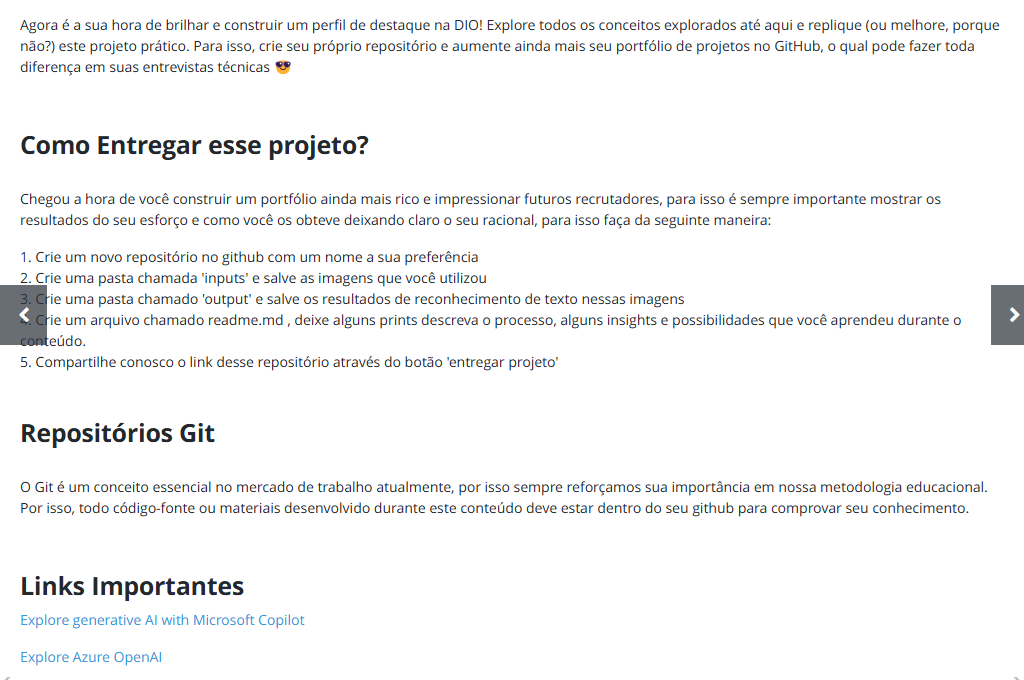 Agora é a sua hora de brilhar e construir um perfil de destaque na DIO! Explore todos os conceitos explorados até aqui e replique (ou melhore, porque
não?) este projeto prático. Para isso, crie seu próprio repositório e aumente ainda mais seu portfólio de projetos no GitHub, o qual pode fazer toda
diferença em suas entrevistas técnicas 😎
Como Entregar esse projeto?
Chegou a hora de você construir um portfólio ainda mais rico e impressionar futuros recrutadores, para isso é sempre importante mostrar os
resultados do seu esforço e como você os obteve deixando claro o seu racional, para isso faça da seguinte maneira:
1. Crie um novo repositório no github com um nome a sua preferência
2. Crie uma pasta chamada 'inputs' e salve as imagens que você utilizou
3. Crie uma pasta chamado 'output' e salve os resultados de reconhecimento de texto nessas imagens
4. Crie um arquivo chamado readme.md , deixe alguns prints descreva o processo, alguns insights e possibilidades que você aprendeu durante o
conteúdo.
5. Compartilhe conosco o link desse repositório através do botão 'entregar projeto'
Repositórios Git
O Git é um conceito essencial no mercado de trabalho atualmente, por isso sempre reforçamos sua importância em nossa metodologia educacional.
Por isso, todo código-fonte ou materiais desenvolvido durante este conteúdo deve estar dentro do seu github para comprovar seu conhecimento.
Links Importantes
Explore generative AI with Microsoft Copilot
Explore Azure OpenAI